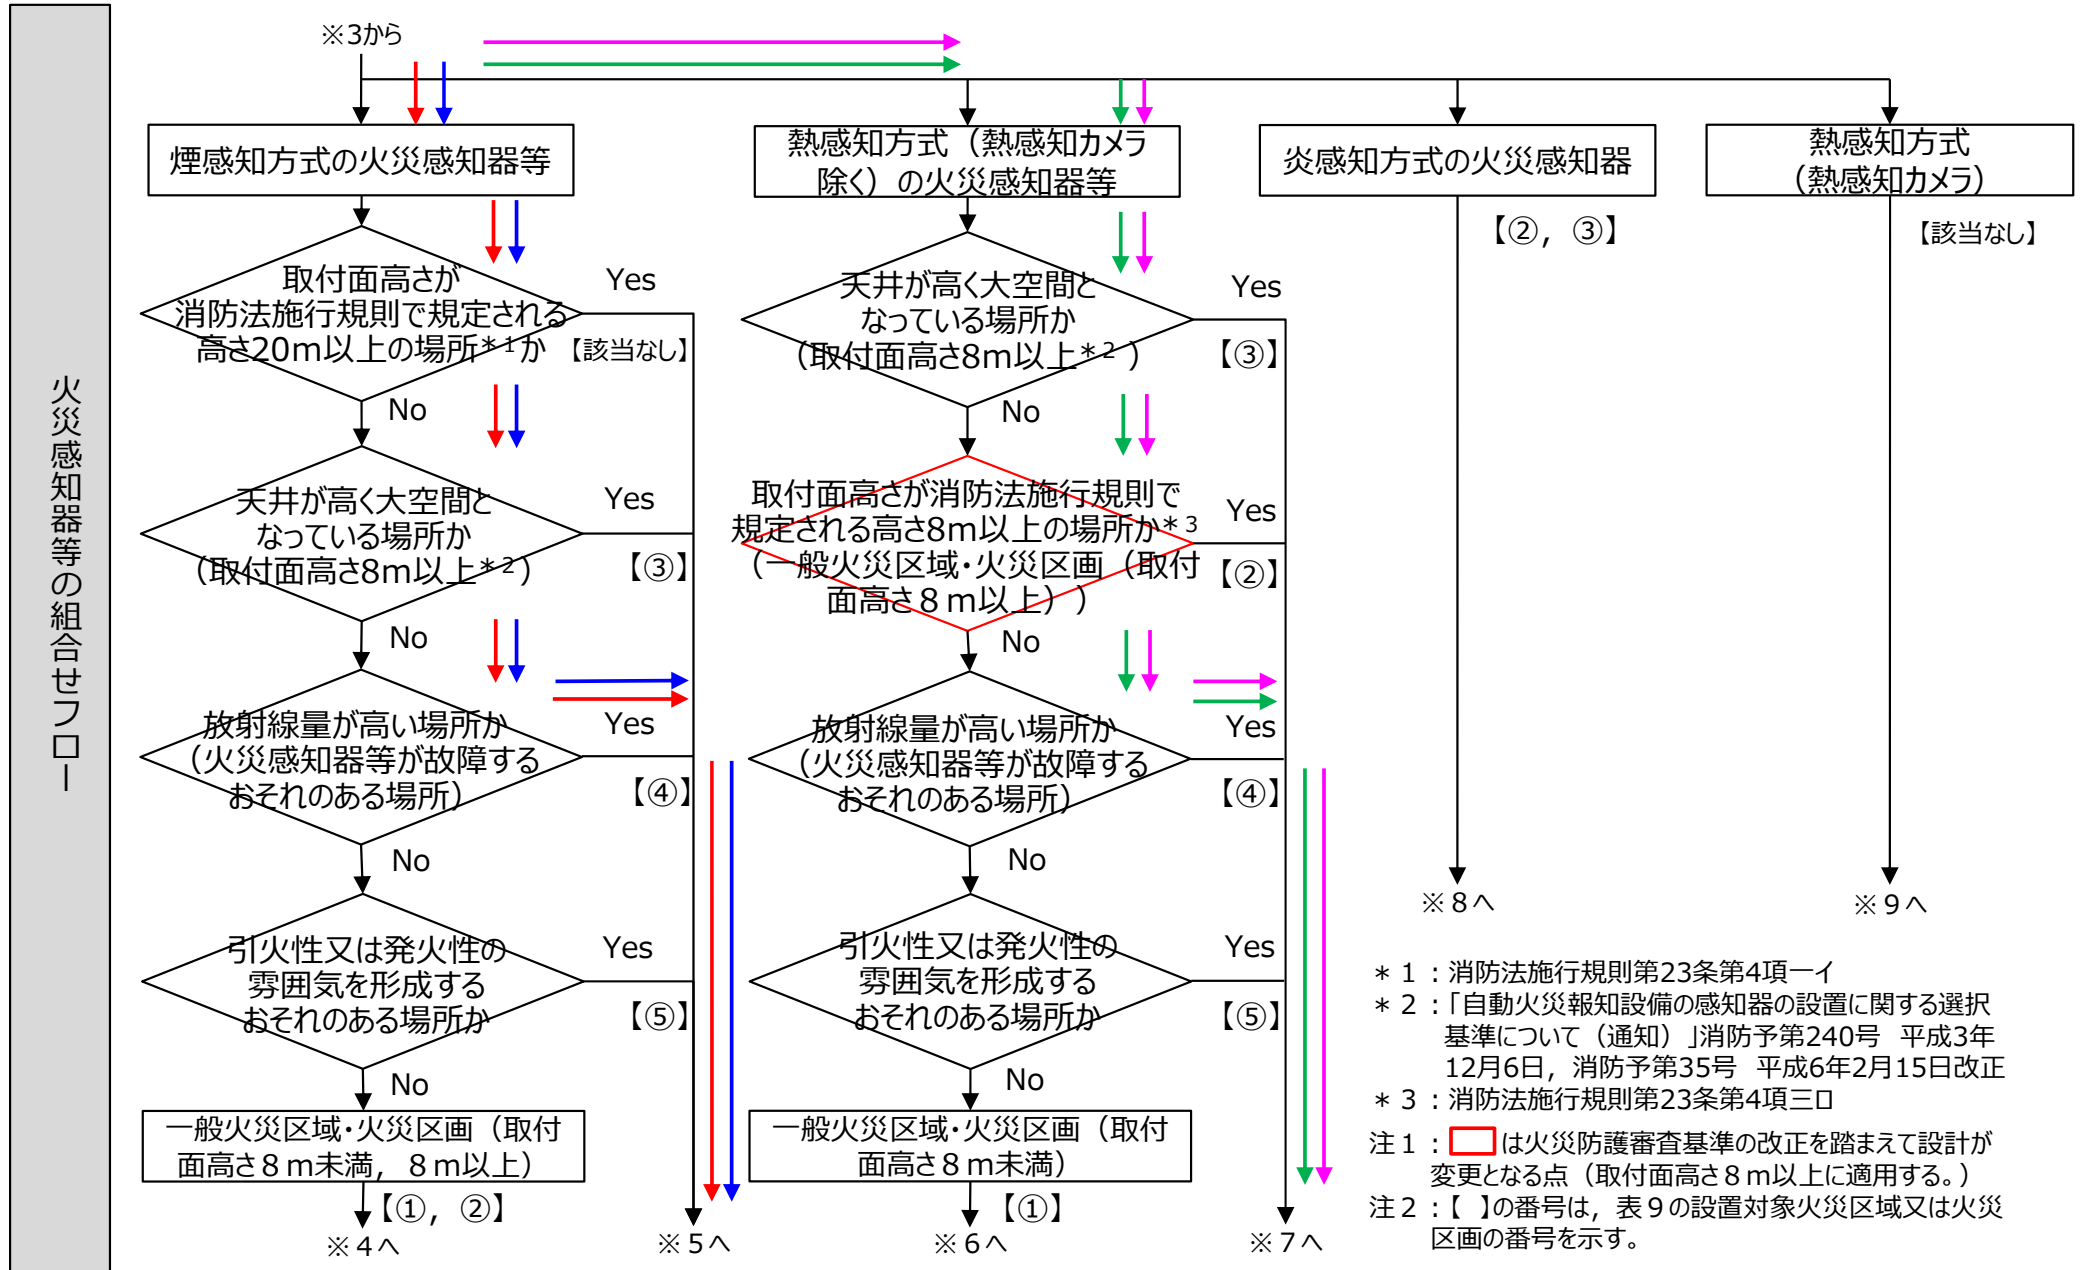 火災感知器等の組合せフロー
※3から
煙感知方式の火災感知器等
取付面高さが
消防法施行規則で規定される
高さ20m以上の場所＊1か
Yes
【該当なし】
No
天井が高く大空間と
なっている場所か
（取付面高さ8m以上＊2）
Yes
【③】
No
放射線量が高い場所か
（火災感知器等が故障する
おそれのある場所）
Yes
【④】
No
引火性又は発火性の
雰囲気を形成する
おそれのある場所か
Yes
【⑤】
No
一般火災区域・火災区画（取付
面高さ８ｍ未満，８ｍ以上）
【①，②】
※４へ
※５へ
熱感知方式（熱感知カメラ
除く）の火災感知器等
天井が高く大空間と
なっている場所か
（取付面高さ8m以上＊2）
Yes
【③】
No
取付面高さが消防法施行規則で
規定される高さ8m以上の場所か＊3
（一般火災区域・火災区画（取付
面高さ８ｍ以上））
Yes
【②】
No
放射線量が高い場所か
（火災感知器等が故障する
おそれのある場所）
Yes
【④】
No
引火性又は発火性の
雰囲気を形成する
おそれのある場所か
Yes
【⑤】
No
一般火災区域・火災区画（取付
面高さ８ｍ未満）
【①】
※６へ
※７へ
炎感知方式の火災感知器
【②，③】
※８へ
熱感知方式
（熱感知カメラ）
【該当なし】
※９へ
＊１：消防法施行規則第23条第4項一イ
＊２：「自動火災報知設備の感知器の設置に関する選択
基準について（通知）」消防予第240号　平成3年
12月6日，消防予第35号　平成6年2月15日改正
＊３：消防法施行規則第23条第4項三ロ
注１：は火災防護審査基準の改正を踏まえて設計が
変更となる点（取付面高さ８ｍ以上に適用する。）
注２：【　】の番号は，表９の設置対象火災区域又は火災
区画の番号を示す。